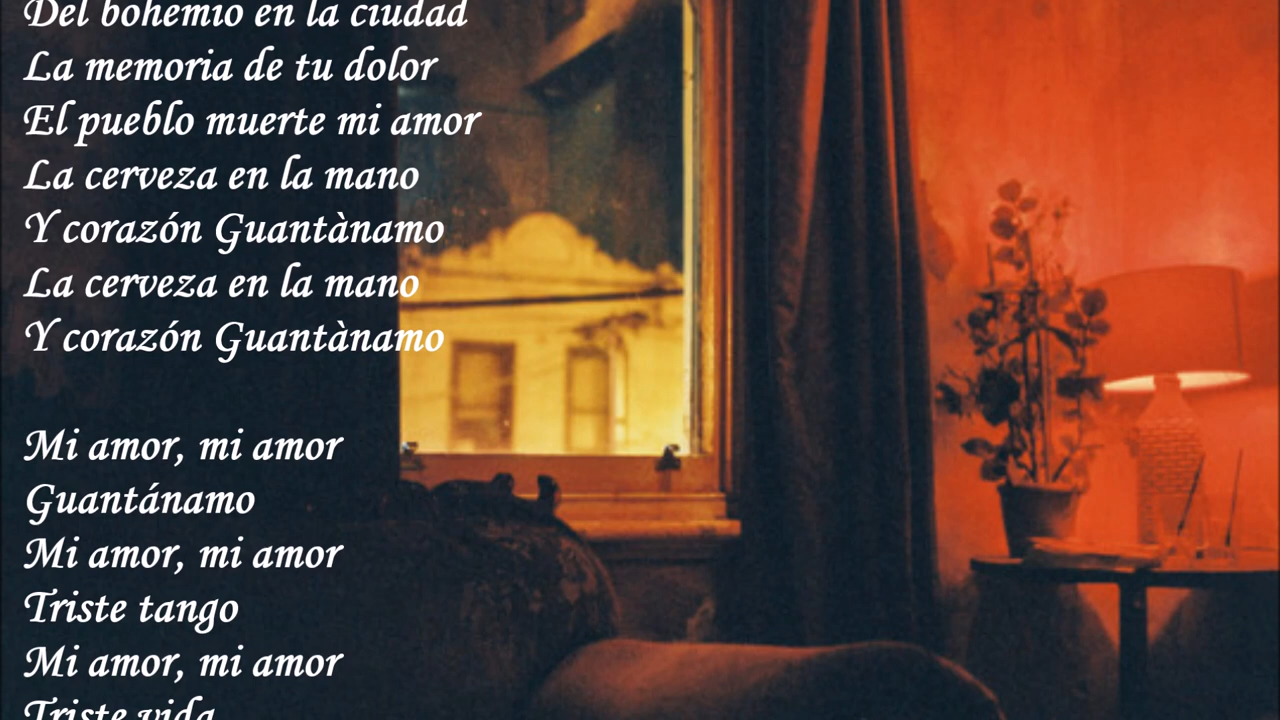 Del bohemio en la ciudad
La memoria de tu dolor
El pueblo muerte mi amor
La cerveza en la mano
Y corazón Guantànamo
La cerveza en la mano
Y corazón Guantànamo
Mi amor, mi amor
Guantánamo
Mi amor, mi amor
Triste tango
Mi amor, mi amor
Triste vida